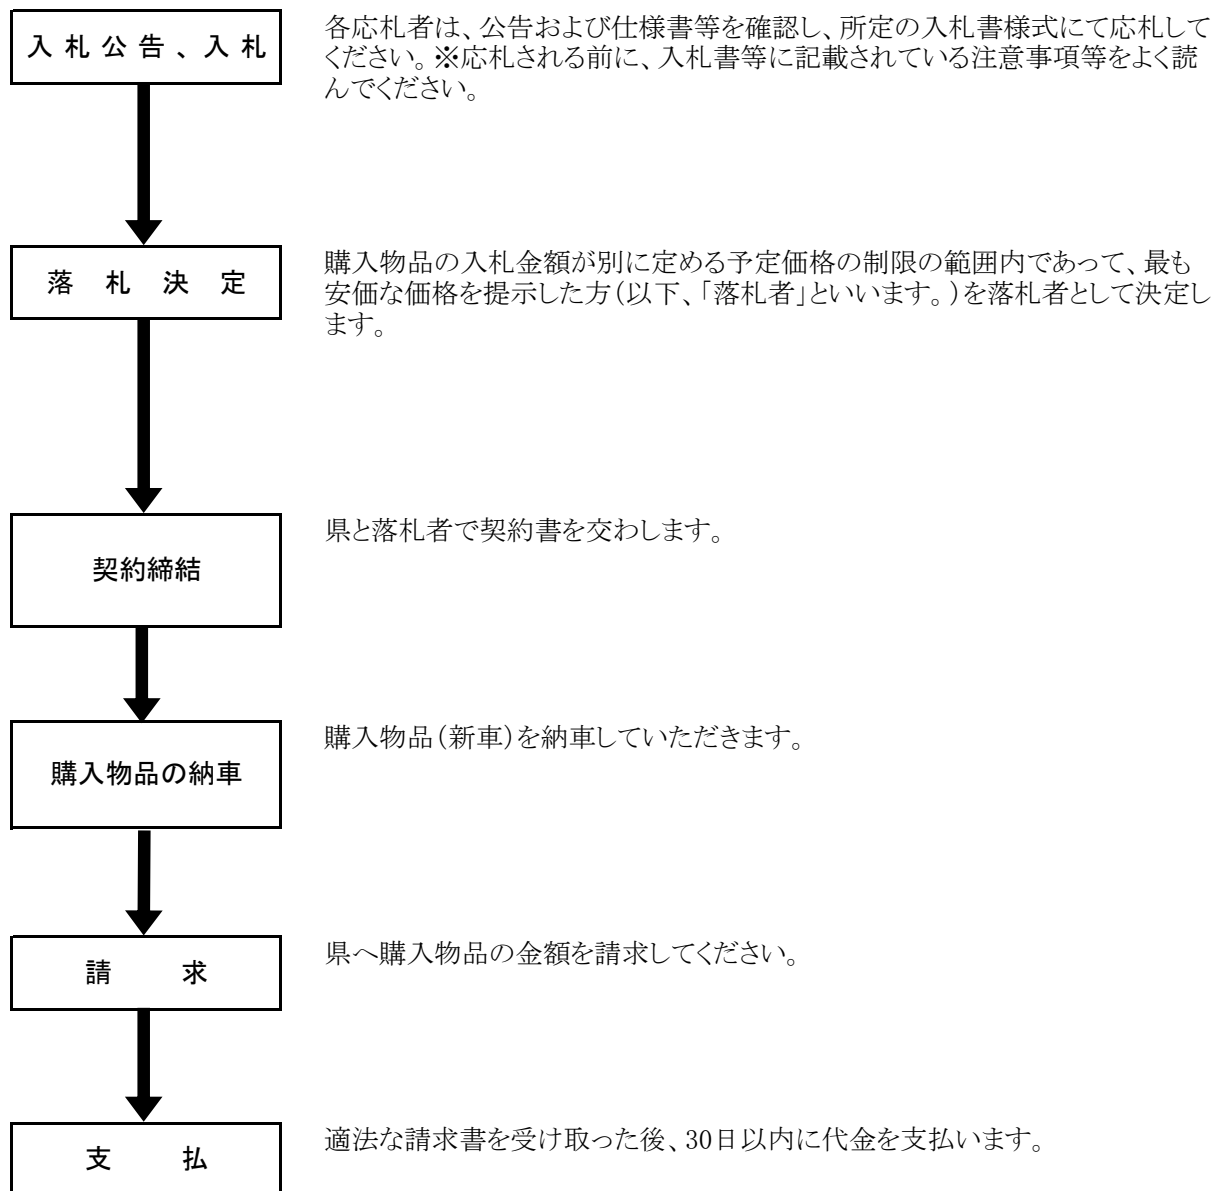 入札公告、入札
各応札者は、公告および仕様書等を確認し、所定の入札書様式にて応札して
ください。※応札される前に、入札書等に記載されている注意事項等をよく読
んでください。
落札決定
購入物品の入札金額が別に定める予定価格の制限の範囲内であって、最も
安価な価格を提示した方(以下、「落札者」といいます。)を落札者として決定し
ます。
契約締結
県と落札者で契約書を交わします。
購入物品の納車
購入物品(新車)を納車していただきます。
請求
県へ購入物品の金額を請求してください。
支払
適法な請求書を受け取った後、30日以内に代金を支払います。